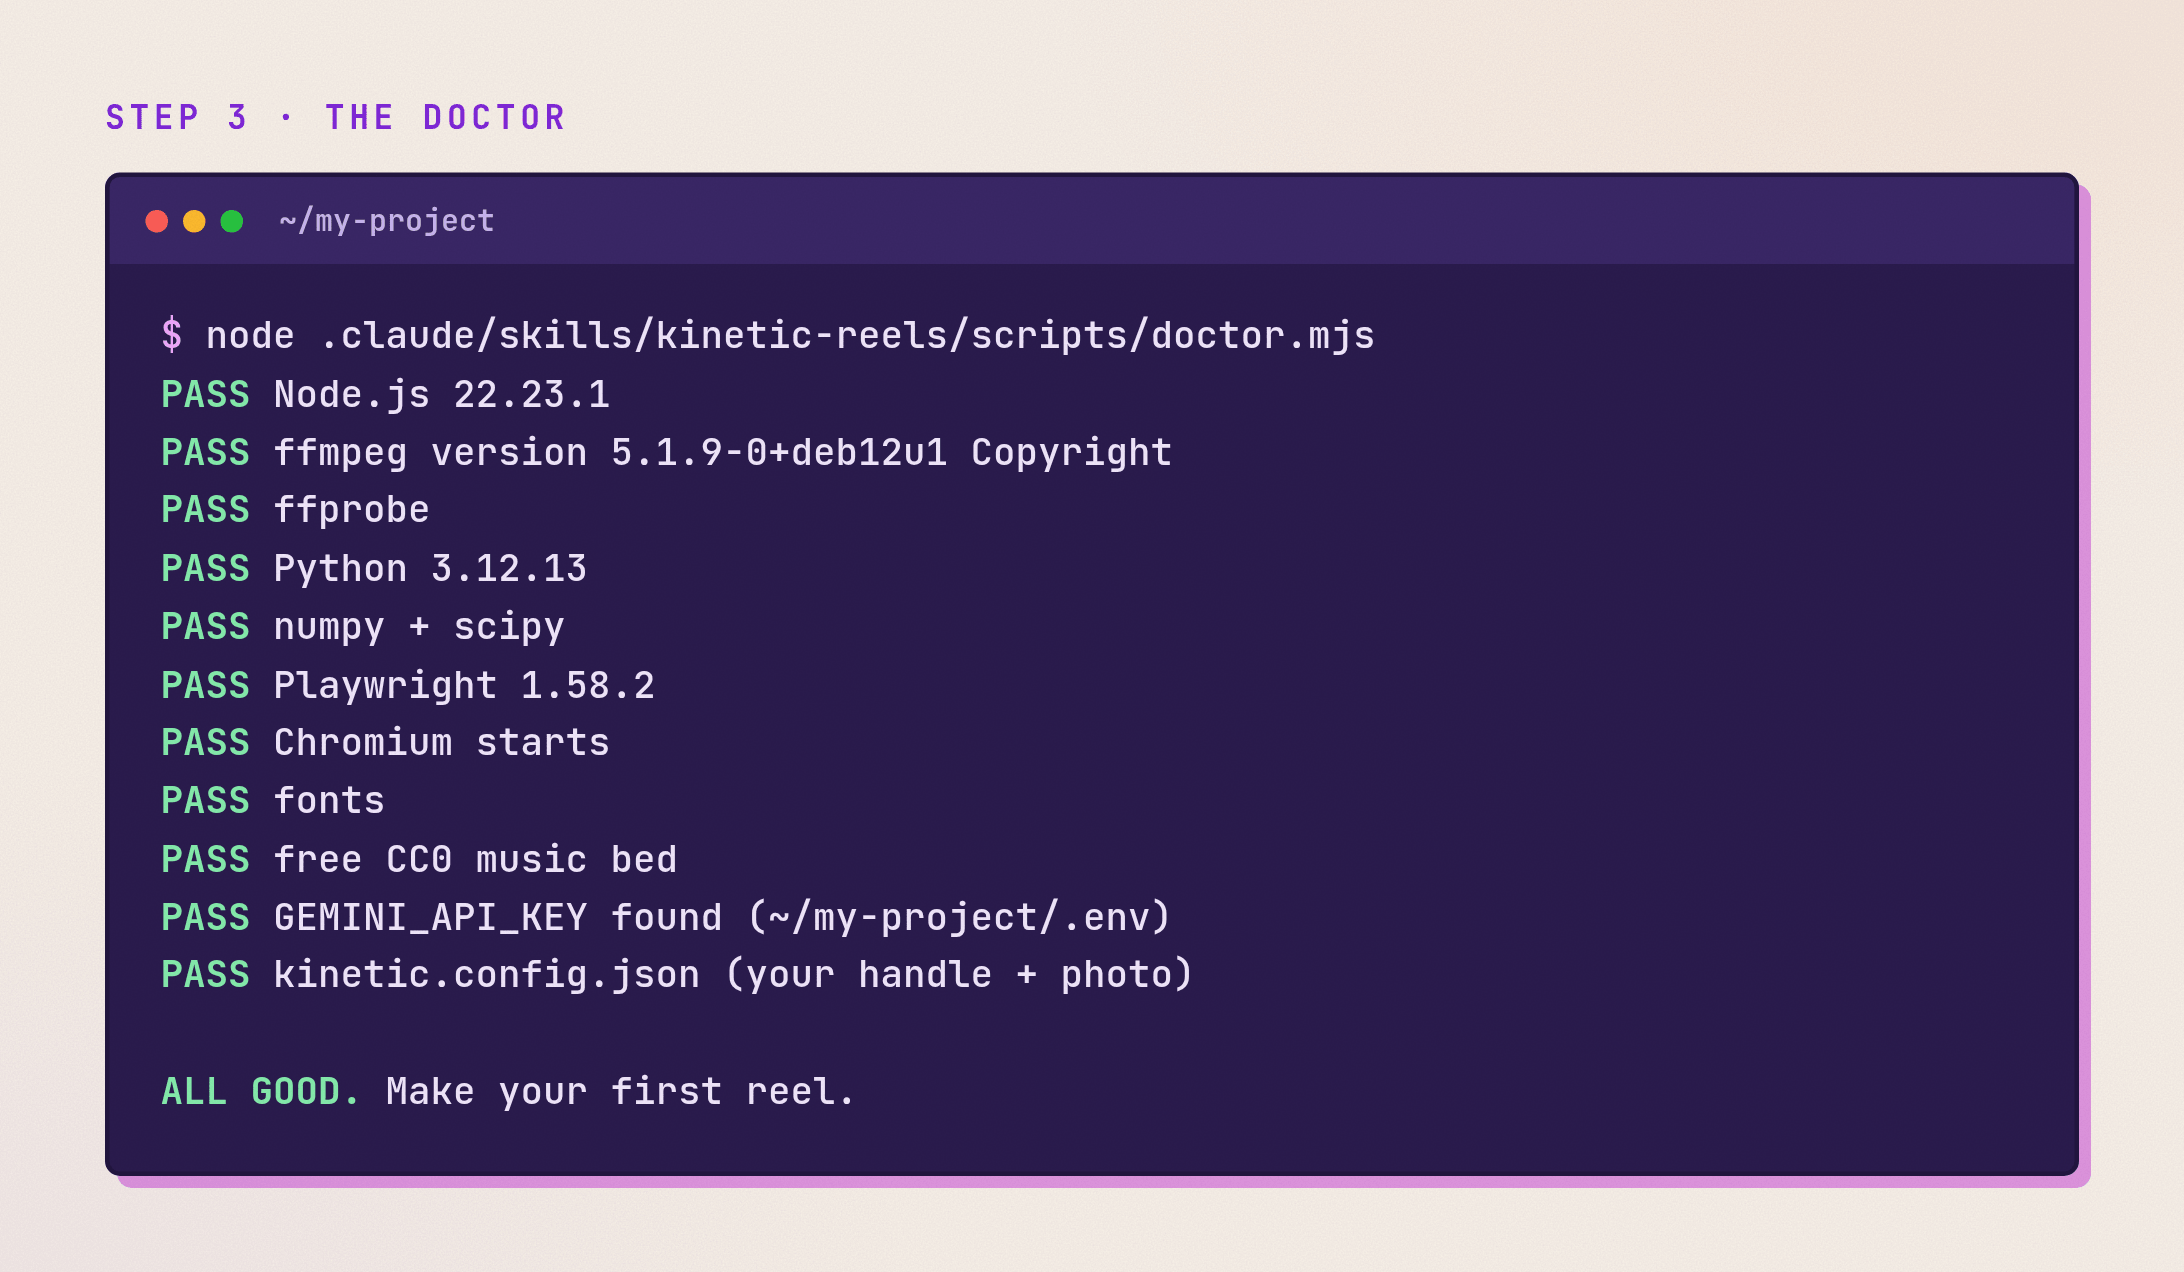 STEP 3 · THE DOCTOR
~/my-project
$ node .claude/skills/kinetic-reels/scripts/doctor.mjs
PASS Node.js 22.23.1
PASS ffmpeg version 5.1.9-0+deb12u1 Copyright
PASS ffprobe
PASS Python 3.12.13
PASS numpy + scipy
PASS Playwright 1.58.2
PASS Chromium starts
PASS fonts
PASS free CC0 music bed
PASS GEMINI_API_KEY found (~/my-project/.env)
PASS kinetic.config.json (your handle + photo)
ALL GOOD. Make your first reel.